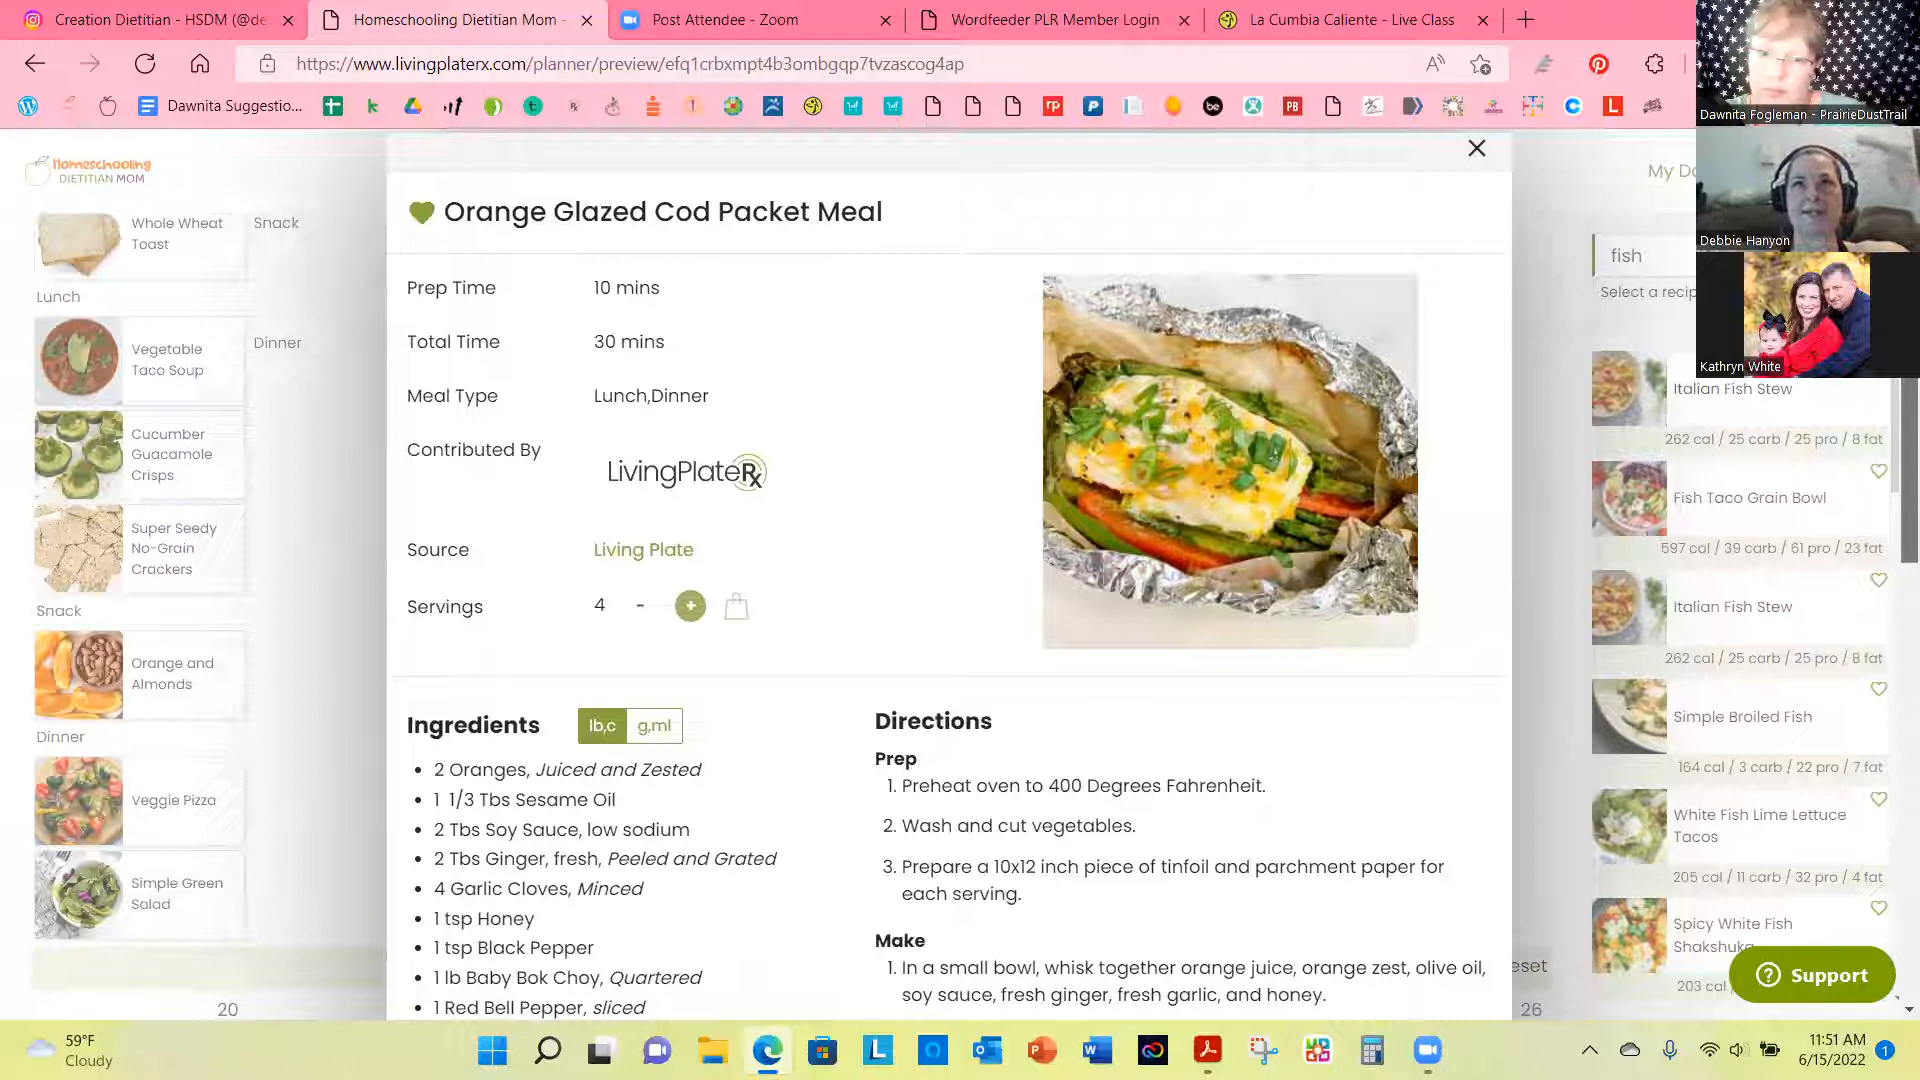 Creation Dietitian - HSDM (@de
Homeschooling Dietitian Mom -
Post Attendee - Zoom
Wordfeeder PLR Member Login
La Cumbia Caliente - Live Class
https://www.livingplaterx.com/planner/preview/efq1crbxmpt4b3ombgqp7tvzascog4ap
Dawnita Suggestio...
Dawnita Fogleman - PrairieDustTrail
Debbie Hanyon
Kathryn White
Homeschooling
DIETITIAN MOM
Whole Wheat
Toast
Snack
Lunch
Vegetable
Taco Soup
Dinner
Cucumber
Guacamole
Crisps
Super Seedy
No-Grain
Crackers
Snack
Orange and
Almonds
Dinner
Veggie Pizza
Simple Green
Salad
20
Orange Glazed Cod Packet Meal
Prep Time 10 mins
Total Time 30 mins
Meal Type Lunch,Dinner
Contributed By
LivingPlateRx
Source Living Plate
Servings 4 - +
Ingredients lb,c g,ml
• 2 Oranges, Juiced and Zested
• 1 1/3 Tbs Sesame Oil
• 2 Tbs Soy Sauce, low sodium
• 2 Tbs Ginger, fresh, Peeled and Grated
• 4 Garlic Cloves, Minced
• 1 tsp Honey
• 1 tsp Black Pepper
• 1 lb Baby Bok Choy, Quartered
• 1 Red Bell Pepper, sliced
Directions
Prep
1. Preheat oven to 400 Degrees Fahrenheit.
2. Wash and cut vegetables.
3. Prepare a 10x12 inch piece of tinfoil and parchment paper for
each serving.
Make
1. In a small bowl, whisk together orange juice, orange zest, olive oil,
soy sauce, fresh ginger, fresh garlic, and honey.
My Da
fish
Select a recip
Italian Fish Stew
262 cal / 25 carb / 25 pro / 8 fat
Fish Taco Grain Bowl
597 cal / 39 carb / 61 pro / 23 fat
Italian Fish Stew
262 cal / 25 carb / 25 pro / 8 fat
Simple Broiled Fish
164 cal / 3 carb / 22 pro / 7 fat
White Fish Lime Lettuce
Tacos
205 cal / 11 carb / 32 pro / 4 fat
Spicy White Fish
Shakshuka
203 cal
eset
26
Support
59°F
Cloudy
11:51 AM
6/15/2022
1